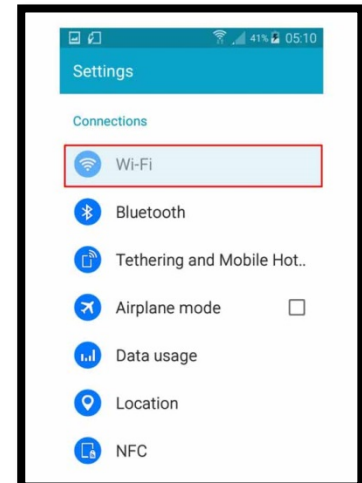 41% 05:10
Settings
Connections
Wi-Fi
Bluetooth
Tethering and Mobile Hot..
Airplane mode
Data usage
Location
NFC